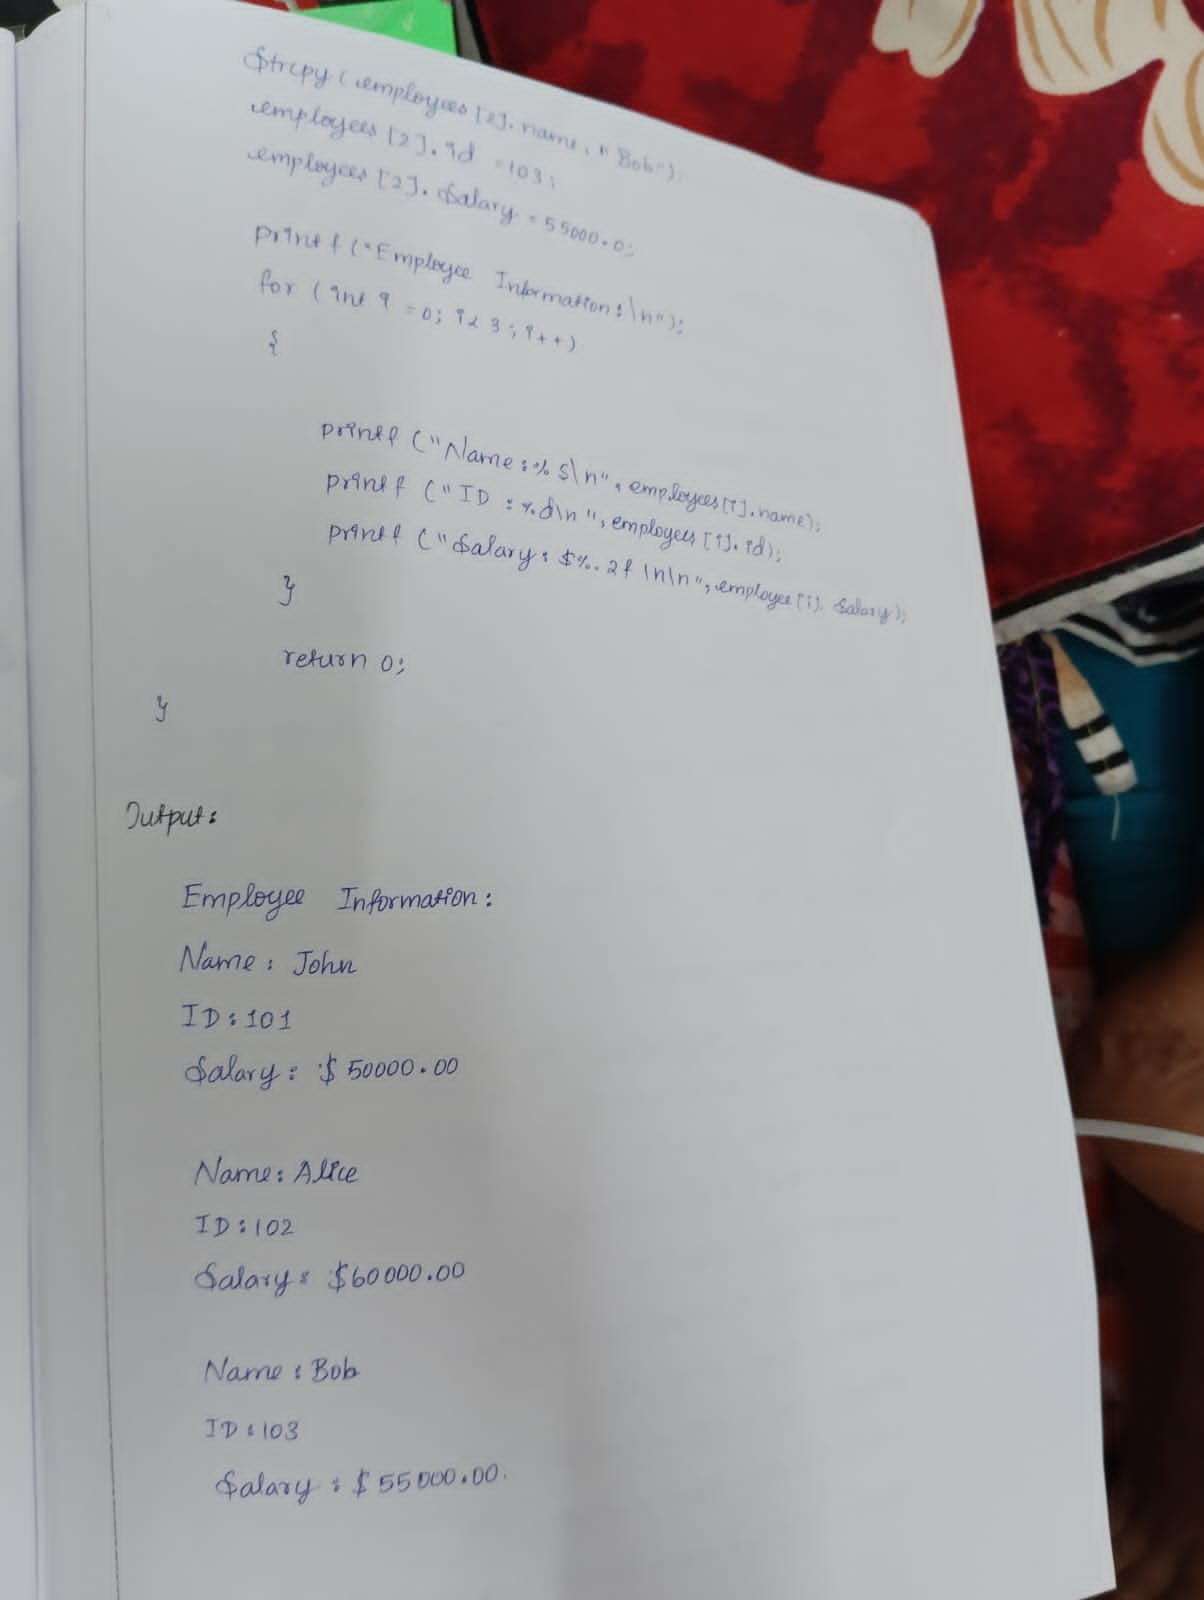 Strcpy (employees [2]. name, "Bob");
employees [2]. id = 103;
employees [2]. Salary = 55000.0;
printf ("Employee Information:\n");
for (int i = 0; i < 3; i++)
{
printf ("Name:% s\n", employees [i]. name);
printf ("ID :%d\n", employees [i]. id);
printf ("Salary: $%.2f \n\n", employee [i]. Salary);
}
return 0;
}
Output:
Employee Information:
Name: John
ID: 101
Salary: $ 50000.00
Name: Alice
ID: 102
Salary: $60000.00
Name: Bob
ID: 103
Salary : $ 55000.00.